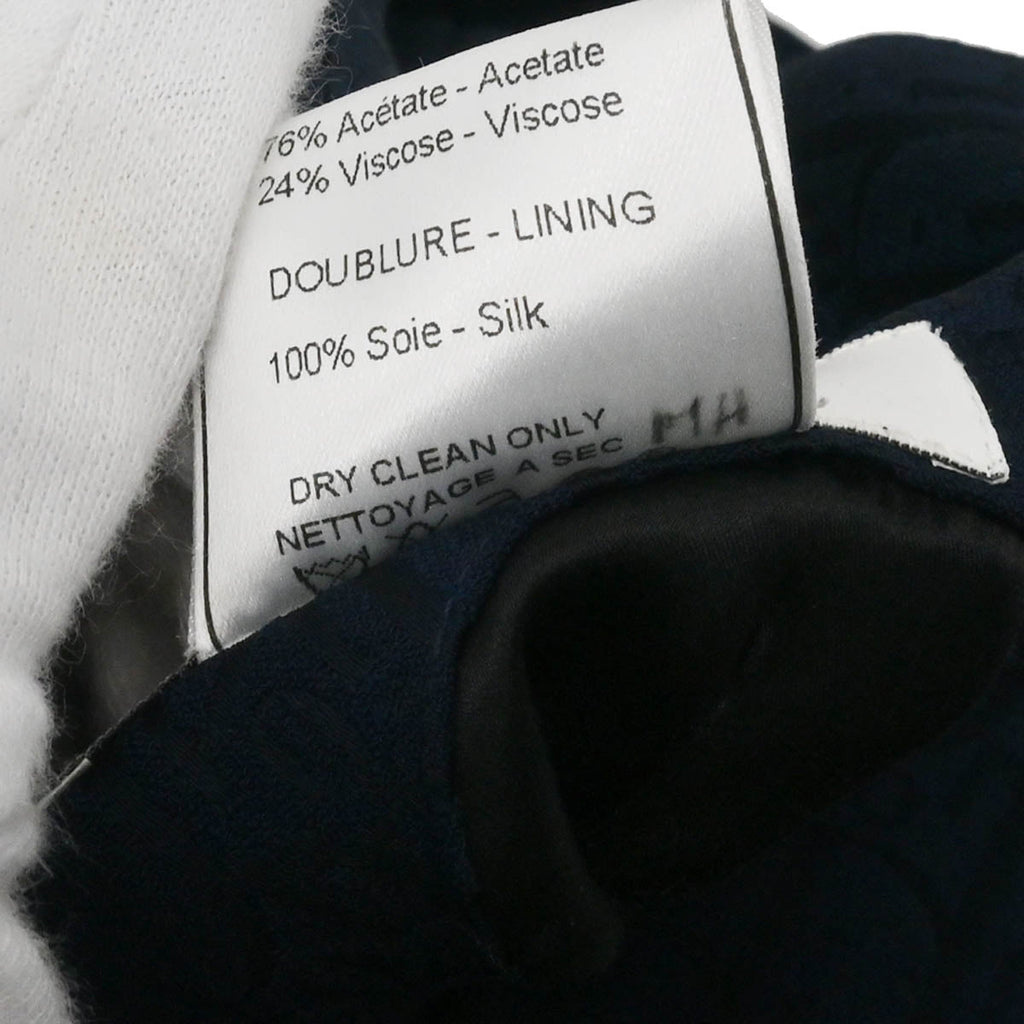 76% Acétate - Acetate
24% Viscose - Viscose
DOUBLURE - LINING
100% Soie - Silk
DRY CLEAN ONLY
NETTOYAGE A SEC
MH